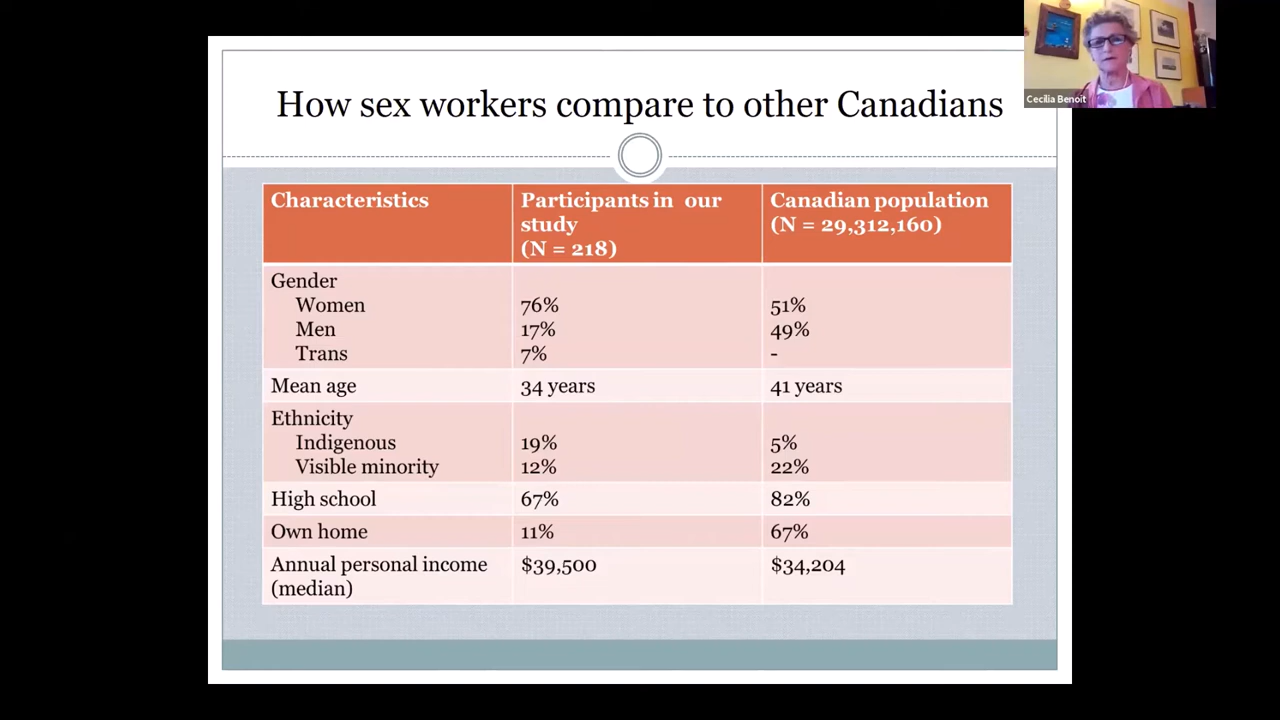 How sex workers compare to other Canadians
Cecilia Benoit
Characteristics
Participants in our
study
(N = 218)
Canadian population
(N = 29,312,160)
Gender
Women 76% 51%
Men 17% 49%
Trans 7% -
Mean age 34 years 41 years
Ethnicity
Indigenous 19% 5%
Visible minority 12% 22%
High school 67% 82%
Own home 11% 67%
Annual personal income $39,500 $34,204
(median)